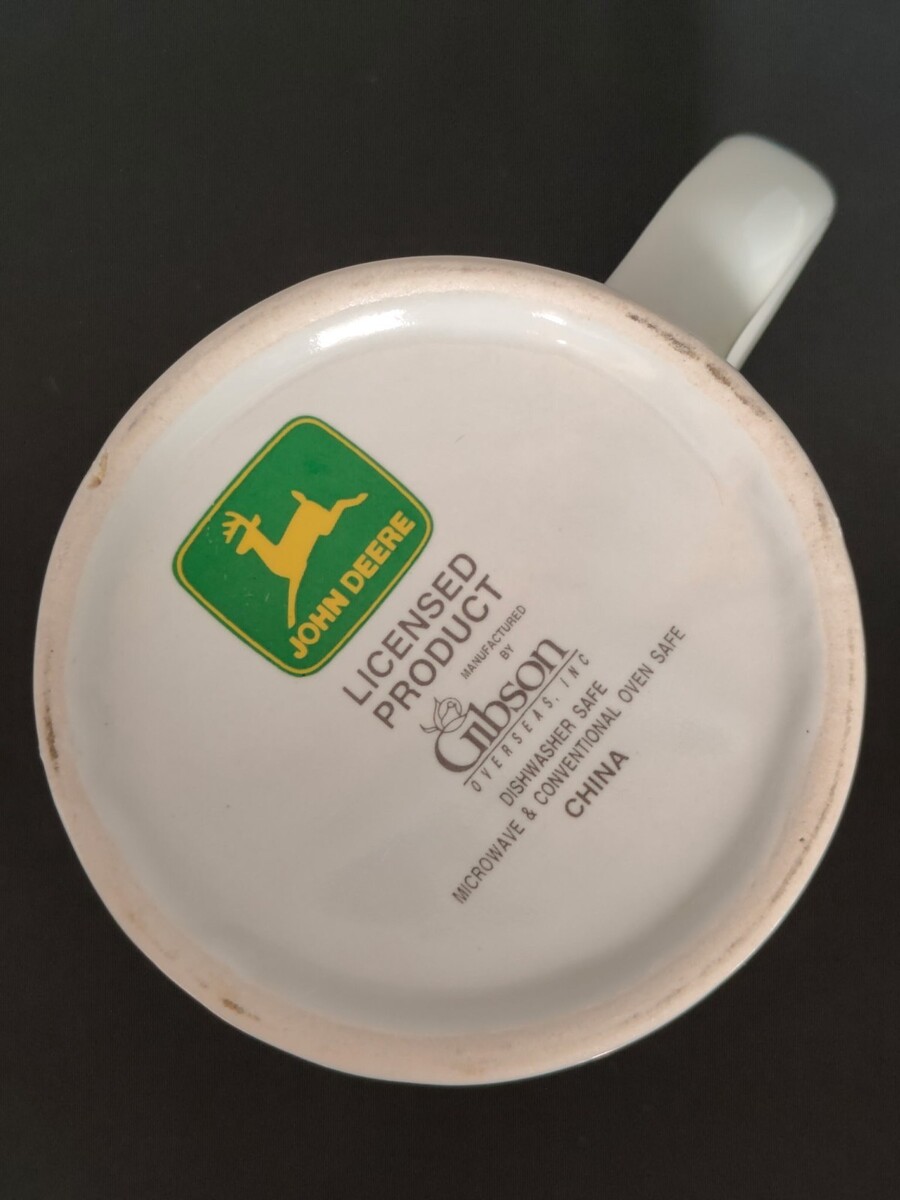 JOHN DEERE
LICENSED
PRODUCT
MANUFACTURED
BY
Gibson
OVERSEAS, INC
DISHWASHER SAFE
MICROWAVE & CONVENTIONAL OVEN SAFE
CHINA